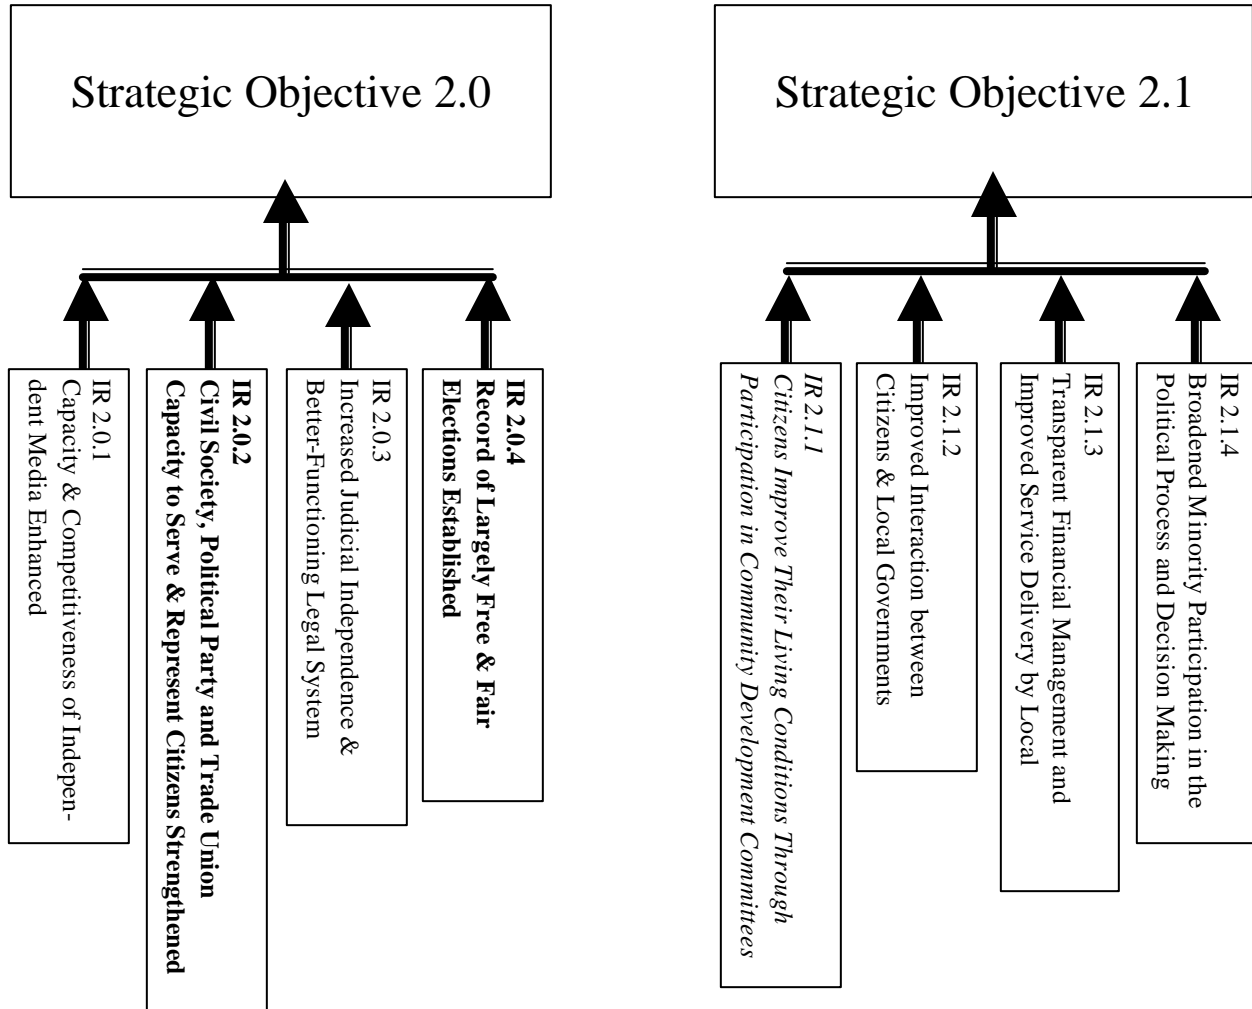 Strategic Objective 2.0
Strategic Objective 2.1
IR 2.0.1
Capacity & Competitiveness of Indepen-
dent Media Enhanced
IR 2.0.2
Civil Society, Political Party and Trade Union
Capacity to Serve & Represent Citizens Strengthened
IR 2.0.3
Increased Judicial Independence &
Better-Functioning Legal System
IR 2.0.4
Record of Largely Free & Fair
Elections Established
IR 2.1.1
Citizens Improve Their Living Conditions Through
Participation in Community Development Committees
IR 2.1.2
Improved Interaction between
Citizens & Local Governments
IR 2.1.3
Transparent Financial Management and
Improved Service Delivery by Local
IR 2.1.4
Broadened Minority Participation in the
Political Process and Decision Making